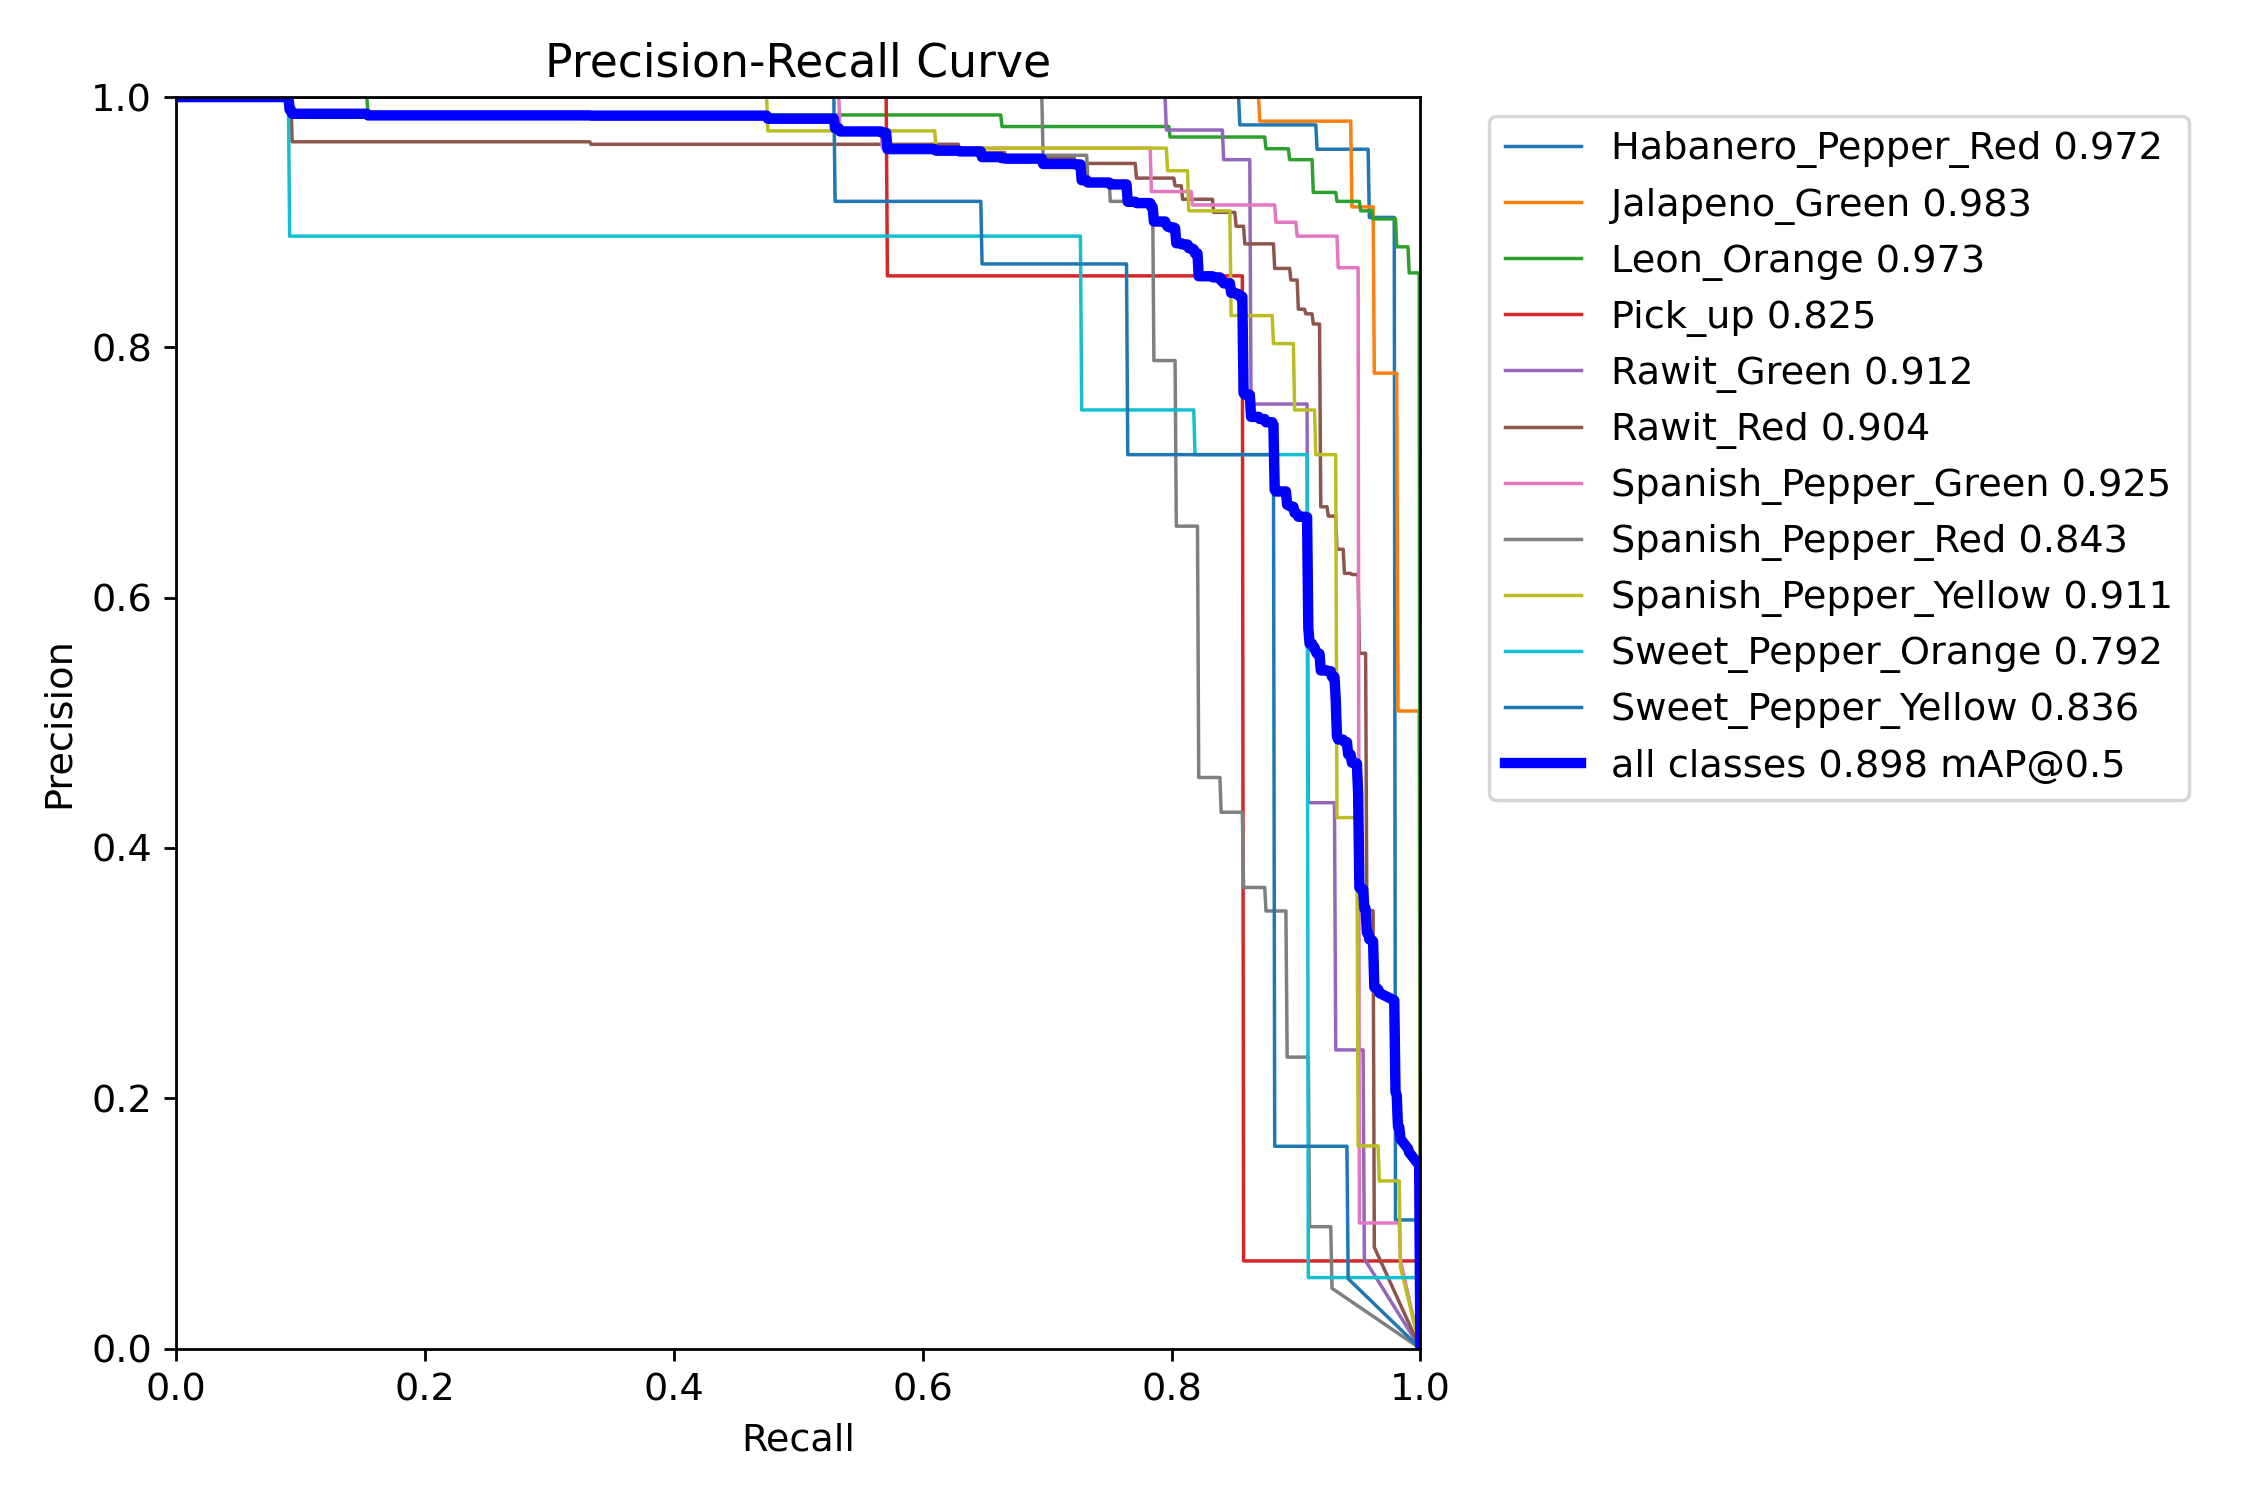 Precision-Recall Curve
1.0
0.8
0.6
0.4
0.2
0.0
Precision
0.0 0.2 0.4 0.6 0.8 1.0
Recall
Habanero_Pepper_Red 0.972
Jalapeno_Green 0.983
Leon_Orange 0.973
Pick_up 0.825
Rawit_Green 0.912
Rawit_Red 0.904
Spanish_Pepper_Green 0.925
Spanish_Pepper_Red 0.843
Spanish_Pepper_Yellow 0.911
Sweet_Pepper_Orange 0.792
Sweet_Pepper_Yellow 0.836
all classes 0.898 mAP@0.5